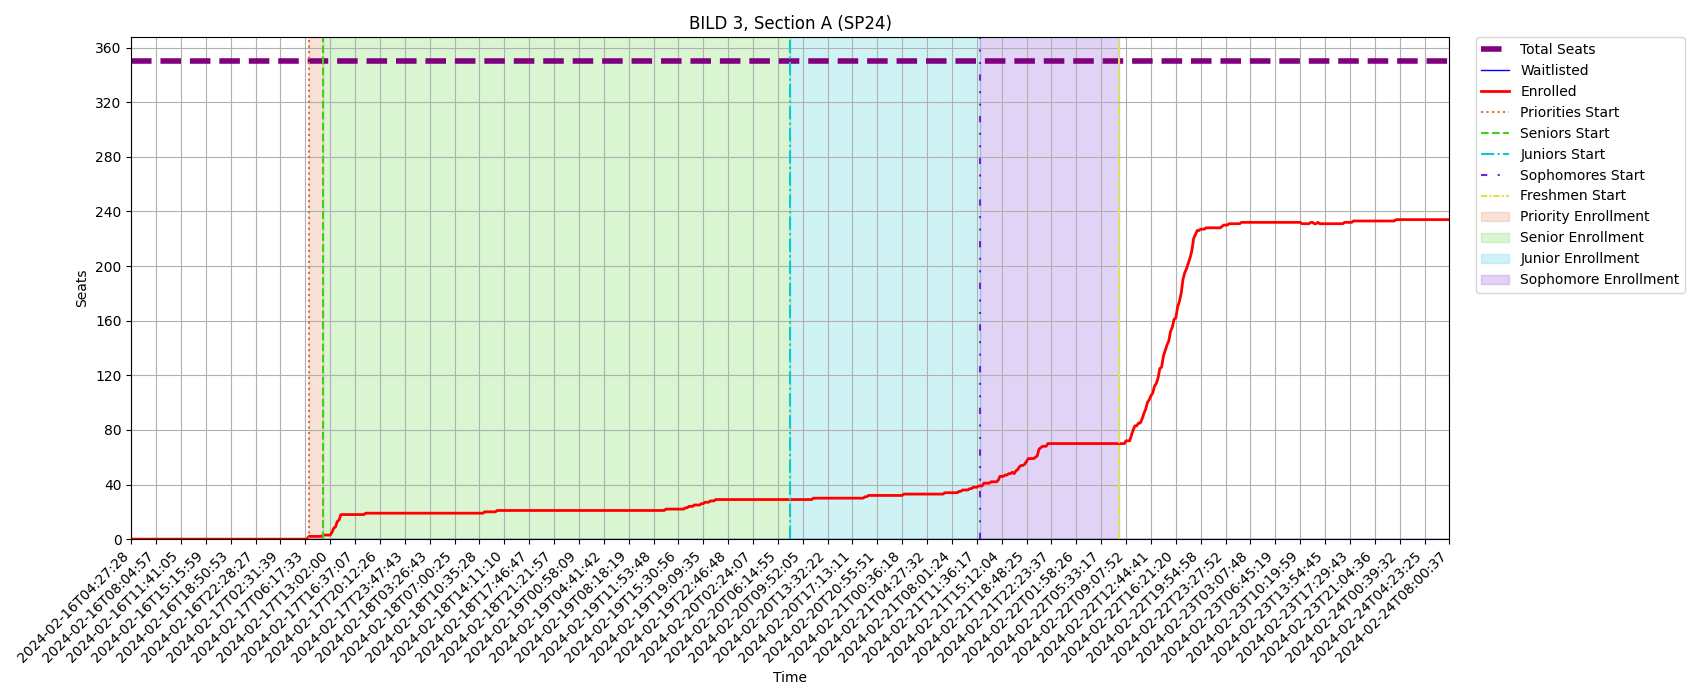 BILD 3, Section A (SP24)
Seats
360
320
280
240
200
160
120
80
40
0
2024-02-16T04:27:28
2024-02-16T08:04:57
2024-02-16T11:41:05
2024-02-16T15:15:59
2024-02-16T18:50:53
2024-02-16T22:28:27
2024-02-17T02:31:39
2024-02-17T06:17:33
2024-02-17T13:02:00
2024-02-17T16:37:07
2024-02-17T20:12:26
2024-02-17T23:47:43
2024-02-18T03:26:43
2024-02-18T07:00:25
2024-02-18T10:35:28
2024-02-18T14:11:10
2024-02-18T17:46:47
2024-02-18T21:21:57
2024-02-19T00:58:09
2024-02-19T04:41:42
2024-02-19T08:18:19
2024-02-19T11:53:48
2024-02-19T15:30:56
2024-02-19T19:09:35
2024-02-19T22:46:48
2024-02-20T02:24:07
2024-02-20T06:14:55
2024-02-20T09:52:05
2024-02-20T13:32:22
2024-02-20T17:13:11
2024-02-20T20:55:51
2024-02-21T00:36:18
2024-02-21T04:27:32
2024-02-21T08:01:24
2024-02-21T11:36:17
2024-02-21T15:12:04
2024-02-21T18:48:25
2024-02-21T22:23:37
2024-02-22T01:58:26
2024-02-22T05:33:17
2024-02-22T09:07:52
2024-02-22T12:44:41
2024-02-22T16:21:20
2024-02-22T19:54:58
2024-02-22T23:27:52
2024-02-23T03:07:48
2024-02-23T06:45:19
2024-02-23T10:19:59
2024-02-23T13:54:45
2024-02-23T17:29:43
2024-02-23T21:04:36
2024-02-24T00:39:32
2024-02-24T04:23:25
2024-02-24T08:00:37
Time
Total Seats
Waitlisted
Enrolled
Priorities Start
Seniors Start
Juniors Start
Sophomores Start
Freshmen Start
Priority Enrollment
Senior Enrollment
Junior Enrollment
Sophomore Enrollment